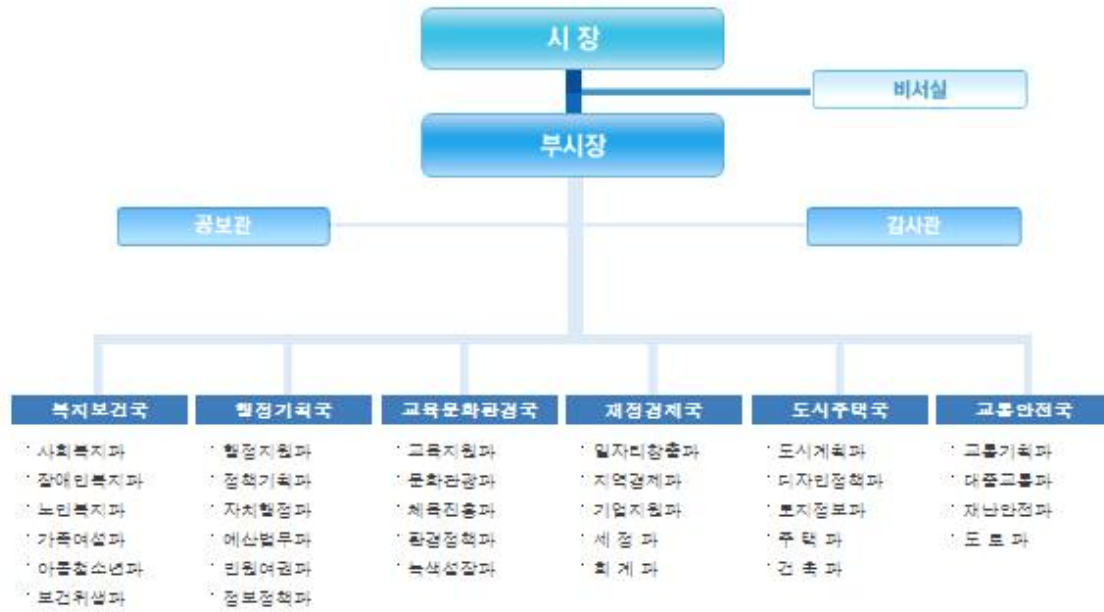 시 장
비서실
부시장
공보관
감사관
복지보건국
행정기획국
교육문화환경국
재정경제국
도시주택국
교통안전국
· 사회복지과
· 장애인복지과
· 노인복지과
· 가족여성과
· 아동청소년과
· 보건위생과
· 행정지원과
· 정책기획과
· 자치행정과
· 예산법무과
· 민원여권과
· 정보정책과
· 교육지원과
· 문화관광과
· 체육진흥과
· 환경정책과
· 녹색성장과
· 일자리창출과
· 지역경제과
· 기업지원과
· 세 정 과
· 회 계 과
· 도시계획과
· 디자인정책과
· 토지정보과
· 주 택 과
· 건 축 과
· 교통기획과
· 대중교통과
· 재난안전과
· 도 로 과